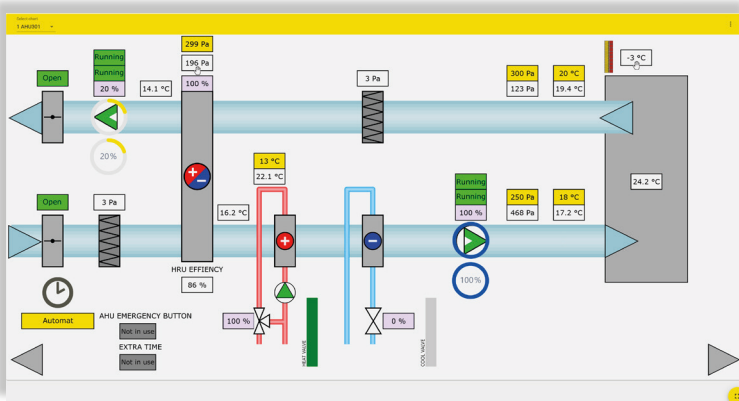 1 AHU301
299 Pa
Running
196 Pa
-3 °C
Running
Open
20 %
14.1 °C
100 %
3 Pa
300 Pa
20 °C
123 Pa
19.4 °C
20%
13 °C
22.1 °C
24.2 °C
Running
Running
Open
3 Pa
16.2 °C
100 %
250 Pa
18 °C
468 Pa
17.2 °C
HRU EFFIENCY
86 %
100%
Automat
AHU EMERGENCY BUTTON
Not in use
EXTRA TIME
Not in use
100 %
HEAT VALVE
0 %
COOL VALVE